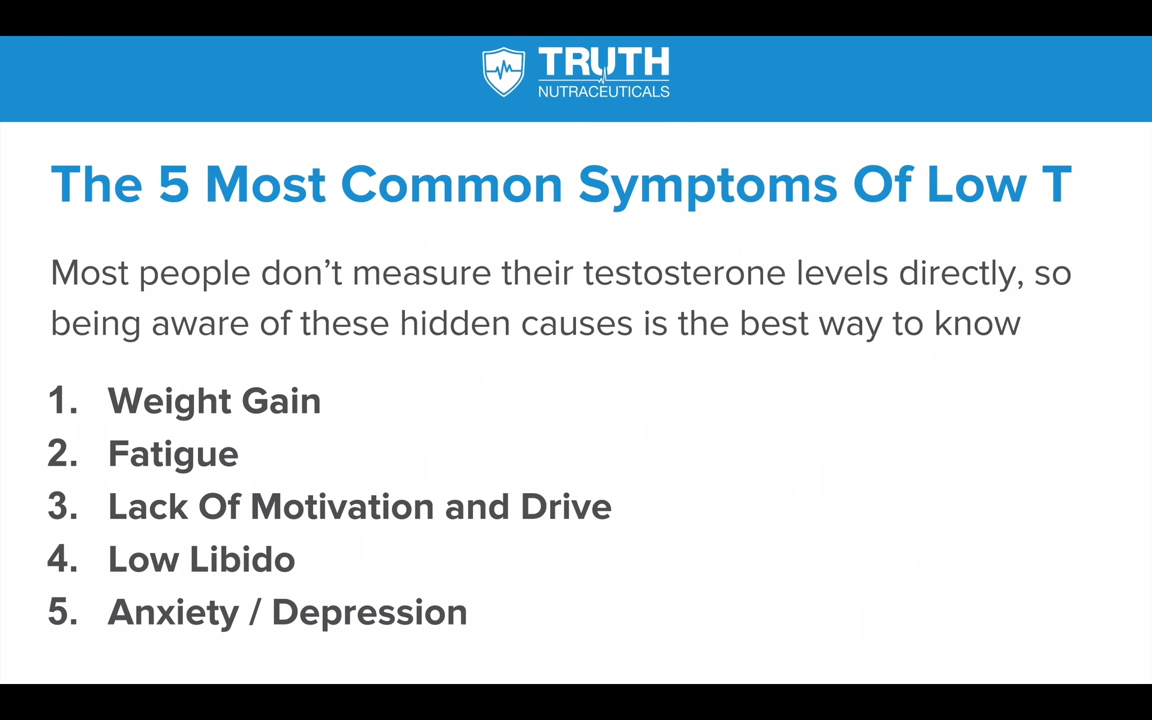 TRUTH
NUTRACEUTICALS
The 5 Most Common Symptoms Of Low T
Most people don’t measure their testosterone levels directly, so
being aware of these hidden causes is the best way to know
1. Weight Gain
2. Fatigue
3. Lack Of Motivation and Drive
4. Low Libido
5. Anxiety / Depression